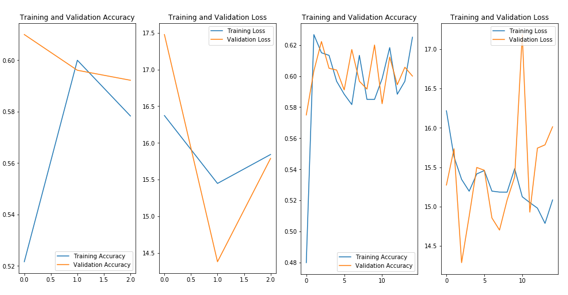 Training and Validation Accuracy
0.60
0.58
0.56
0.54
0.52
0.0 0.5 1.0 1.5 2.0
Training Accuracy
Validation Accuracy
Training and Validation Loss
17.5
17.0
16.5
16.0
15.5
15.0
14.5
0.0 0.5 1.0 1.5 2.0
Training Loss
Validation Loss
Training and Validation Accuracy
0.62
0.60
0.58
0.56
0.54
0.52
0.50
0.48
0 5 10
Training Accuracy
Validation Accuracy
Training and Validation Loss
17.0
16.5
16.0
15.5
15.0
14.5
0 5 10
Training Loss
Validation Loss